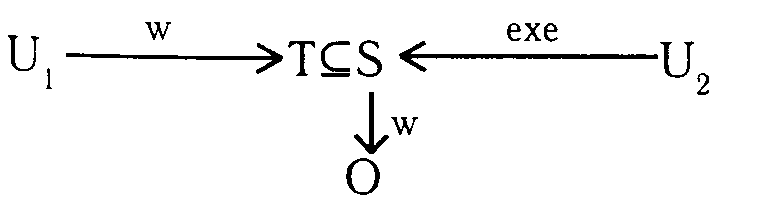 w exe
U₁ T⊆S U₂
w
O